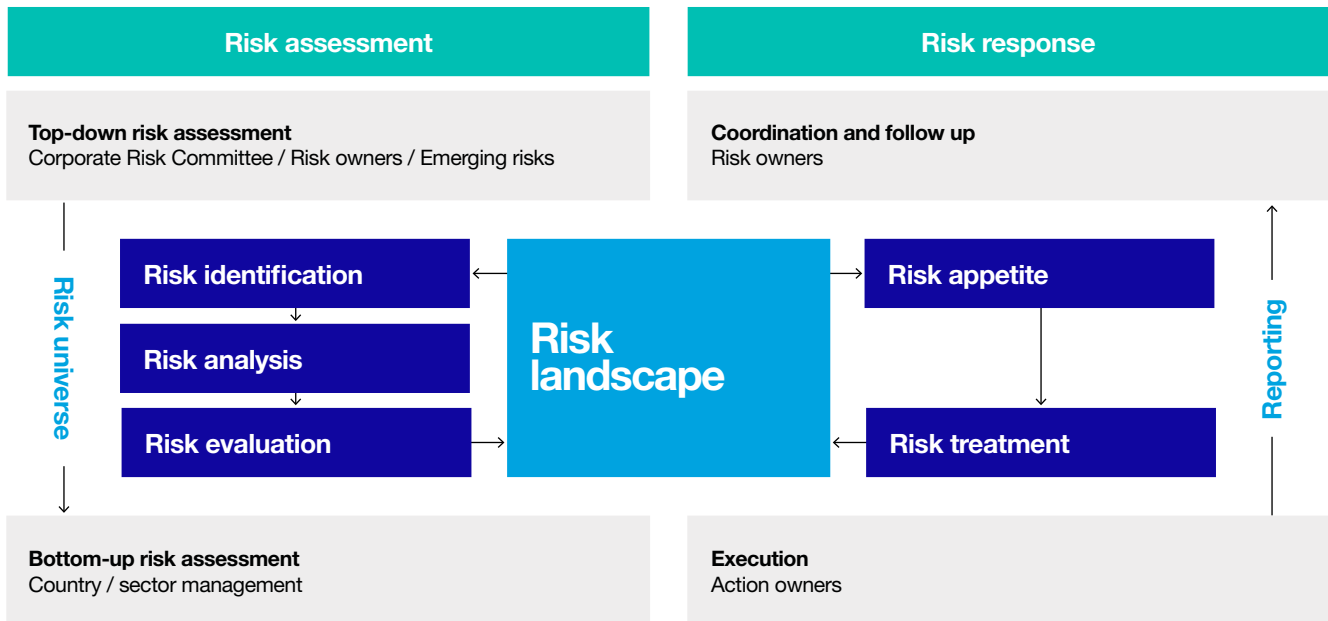 Risk assessment
Risk response
Top-down risk assessment
Corporate Risk Committee / Risk owners / Emerging risks
Coordination and follow up
Risk owners
Risk universe
Risk identification
Risk analysis
Risk evaluation
Risk
landscape
Risk appetite
Risk treatment
Reporting
Bottom-up risk assessment
Country / sector management
Execution
Action owners